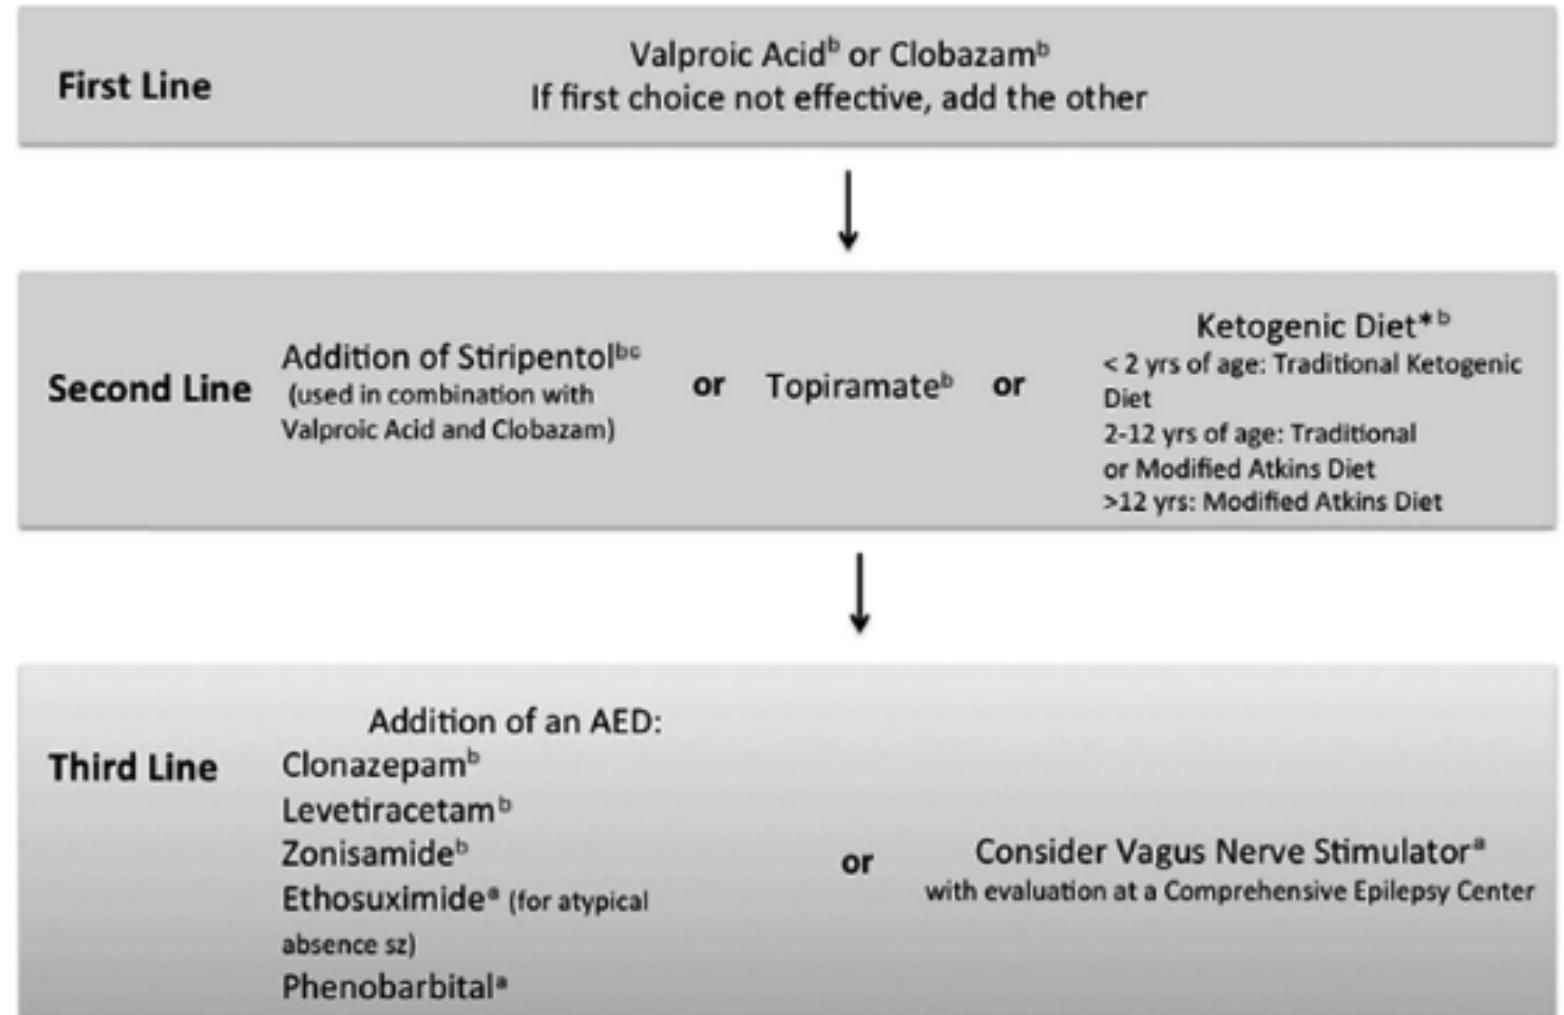 First Line
Valproic Acidᵇ or Clobazamᵇ
If first choice not effective, add the other
Second Line
Addition of Stiripentolᵇᶜ
(used in combination with
Valproic Acid and Clobazam)
or
Topiramateᵇ
or
Ketogenic Diet*ᵇ
< 2 yrs of age: Traditional Ketogenic
Diet
2-12 yrs of age: Traditional
or Modified Atkins Diet
>12 yrs: Modified Atkins Diet
Third Line
Addition of an AED:
Clonazepamᵇ
Levetiracetamᵇ
Zonisamideᵇ
Ethosuximideᵃ (for atypical
absence sz)
Phenobarbitalᵃ
or
Consider Vagus Nerve Stimulatorᵃ
with evaluation at a Comprehensive Epilepsy Center